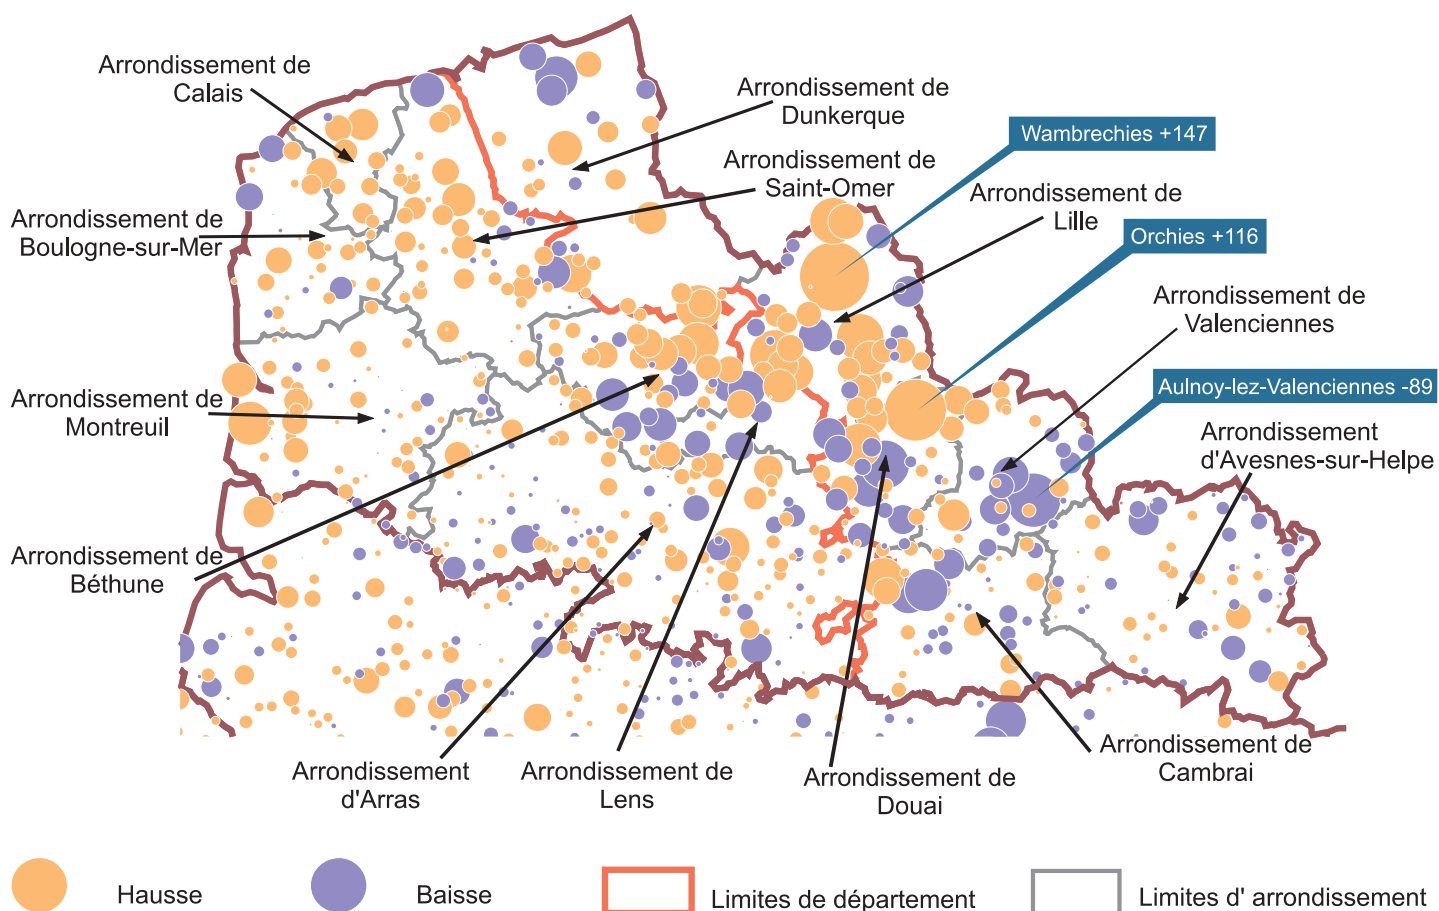 Arrondissement de
Calais
Arrondissement de
Dunkerque
Wambrechies +147
Arrondissement de
Saint-Omer
Arrondissement de
Lille
Arrondissement de
Boulogne-sur-Mer
Orchies +116
Arrondissement de
Valenciennes
Aulnoy-lez-Valenciennes -89
Arrondissement de
Montreuil
Arrondissement
d'Avesnes-sur-Helpe
Arrondissement de
Béthune
Arrondissement
d'Arras
Arrondissement de
Lens
Arrondissement de
Douai
Arrondissement de
Cambrai
Hausse
Baisse
Limites de département
Limites d' arrondissement